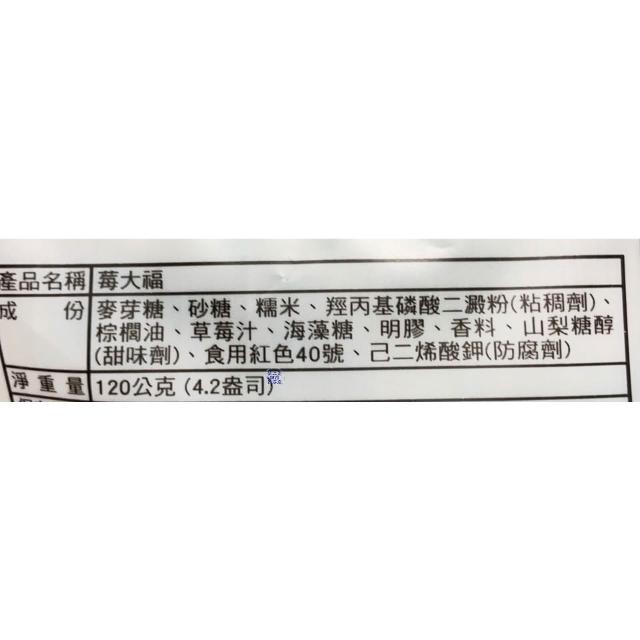 產品名稱 莓大福
成份 麥芽糖、砂糖、糯米、羥丙基磷酸二澱粉(粘稠劑)、
棕櫚油、草莓汁、海藻糖、明膠、香料、山梨糖醇
(甜味劑)、食用紅色40號、己二烯酸鉀(防腐劑)
淨重量 120公克 (4.2盎司)